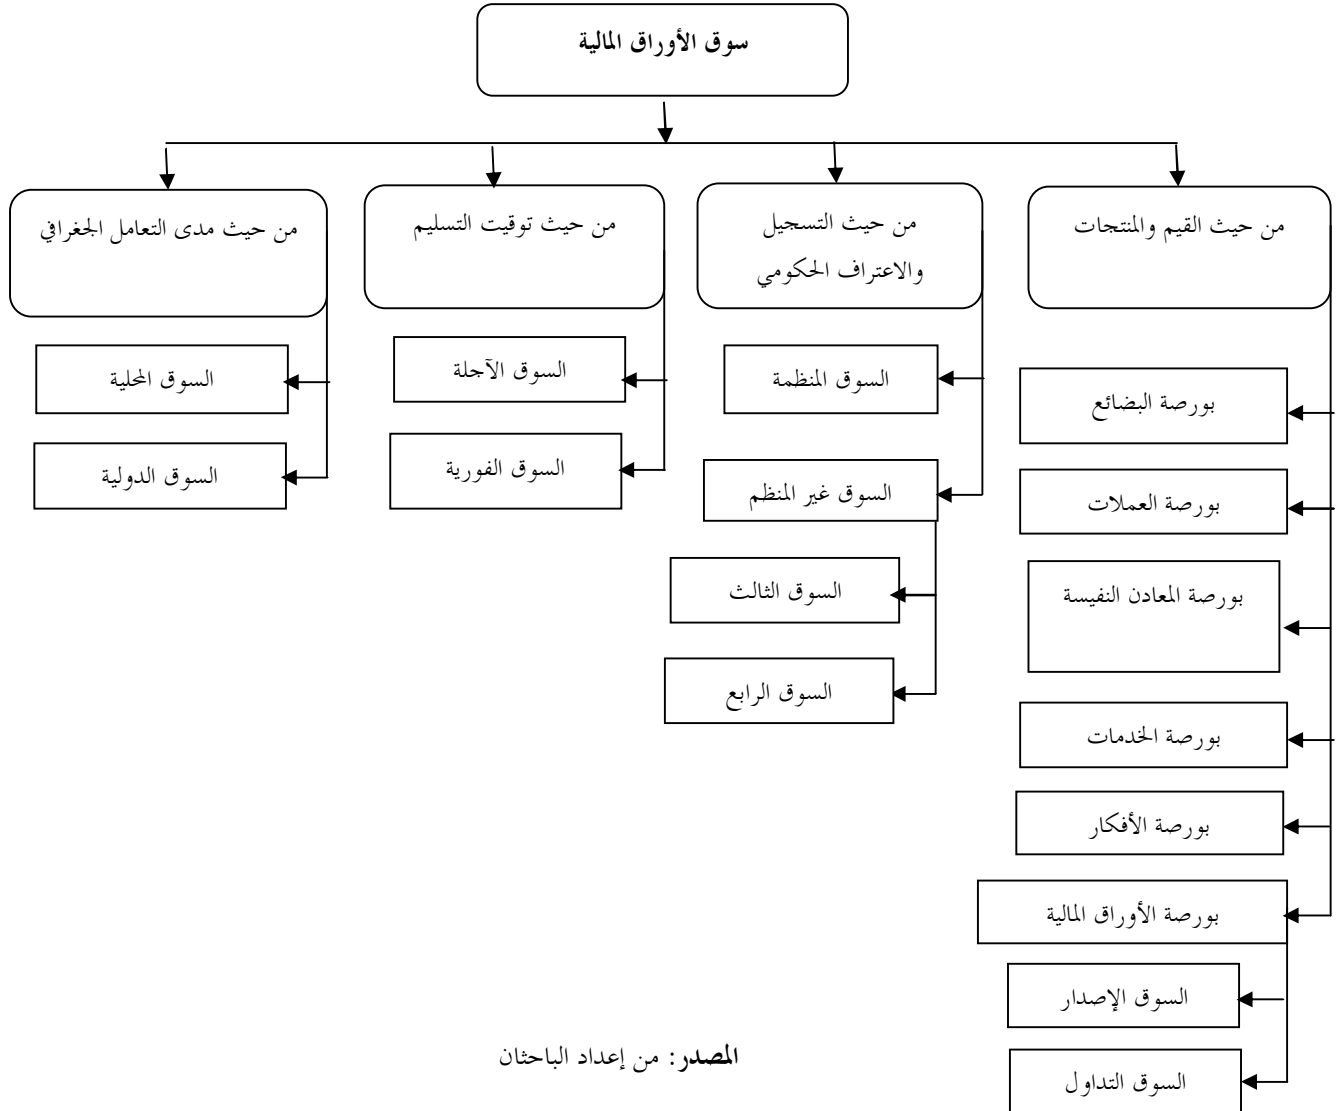 سوق الأوراق المالية
من حيث القيم والمنتجات
من حيث التسجيل
والاعتراف الحكومي
من حيث توقيت التسليم
من حيث مدى التعامل الجغرافي
بورصة البضائع
بورصة العملات
بورصة المعادن النفيسة
بورصة الخدمات
بورصة الأفكار
بورصة الأوراق المالية
السوق الإصدار
السوق التداول
السوق المنظمة
السوق غير المنظم
السوق الثالث
السوق الرابع
السوق الآجلة
السوق الفورية
السوق المحلية
السوق الدولية
المصدر: من إعداد الباحثان